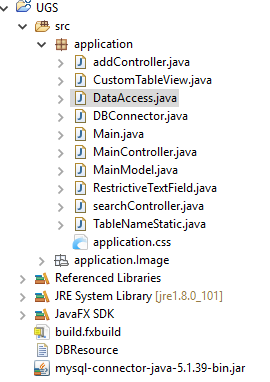 UGS
src
application
addController.java
CustomTableView.java
DataAccess.java
DBConnector.java
Main.java
MainController.java
MainModel.java
RestrictiveTextField.java
searchController.java
TableNameStatic.java
application.css
application.Image
Referenced Libraries
JRE System Library [jre1.8.0_101]
JavaFX SDK
build.fxbuild
DBResource
mysql-connector-java-5.1.39-bin.jar